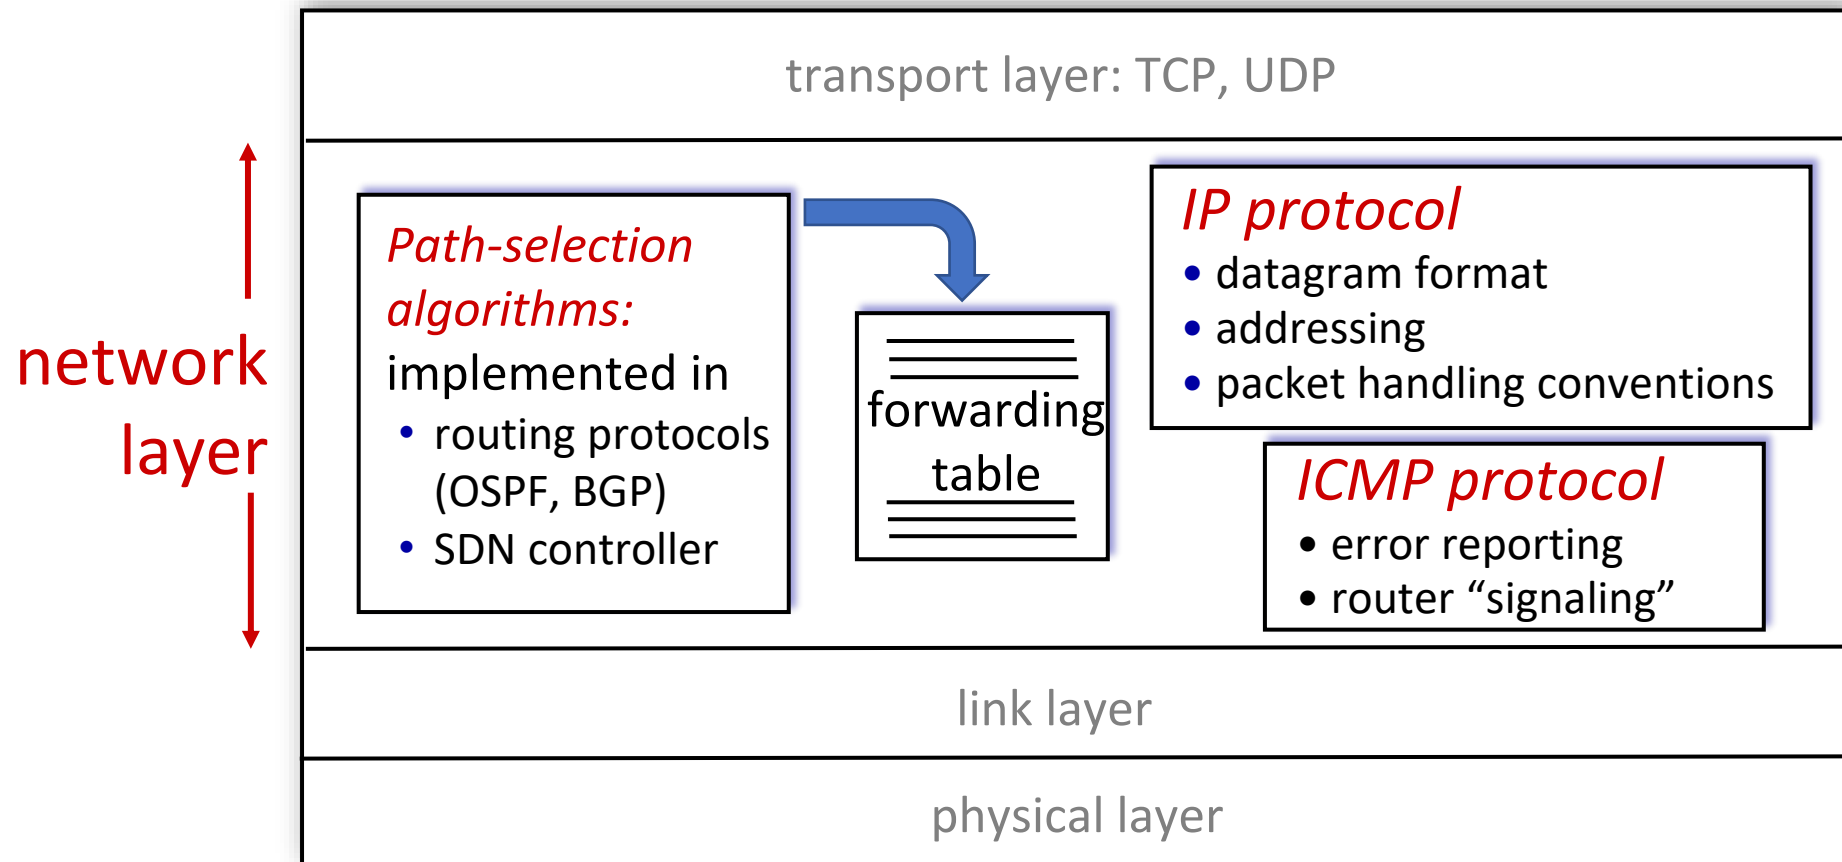 transport layer: TCP, UDP
network
layer
Path-selection
algorithms:
implemented in
• routing protocols
(OSPF, BGP)
• SDN controller
forwarding
table
IP protocol
• datagram format
• addressing
• packet handling conventions
ICMP protocol
• error reporting
• router “signaling”
link layer
physical layer